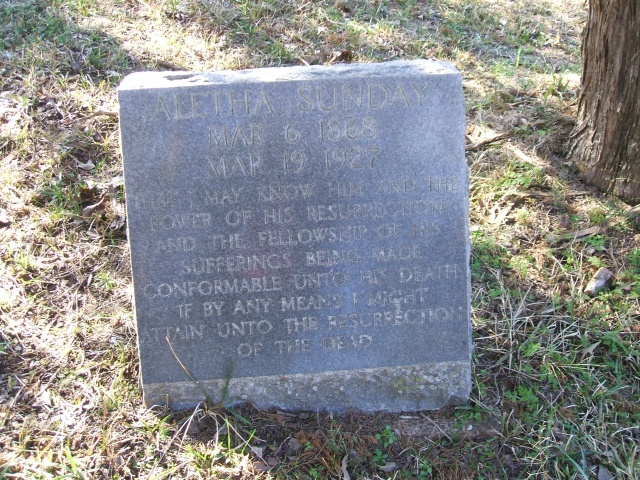 ALETHA SUNDAY
MAR 6 1868
MAR 19 1927
THAT I MAY KNOW HIM AND THE
POWER OF HIS RESURRECTION
AND THE FELLOWSHIP OF HIS
SUFFERINGS BEING MADE
CONFORMABLE UNTO HIS DEATH
IF BY ANY MEANS I MIGHT
ATTAIN UNTO THE RESURRECTION
OF THE DEAD